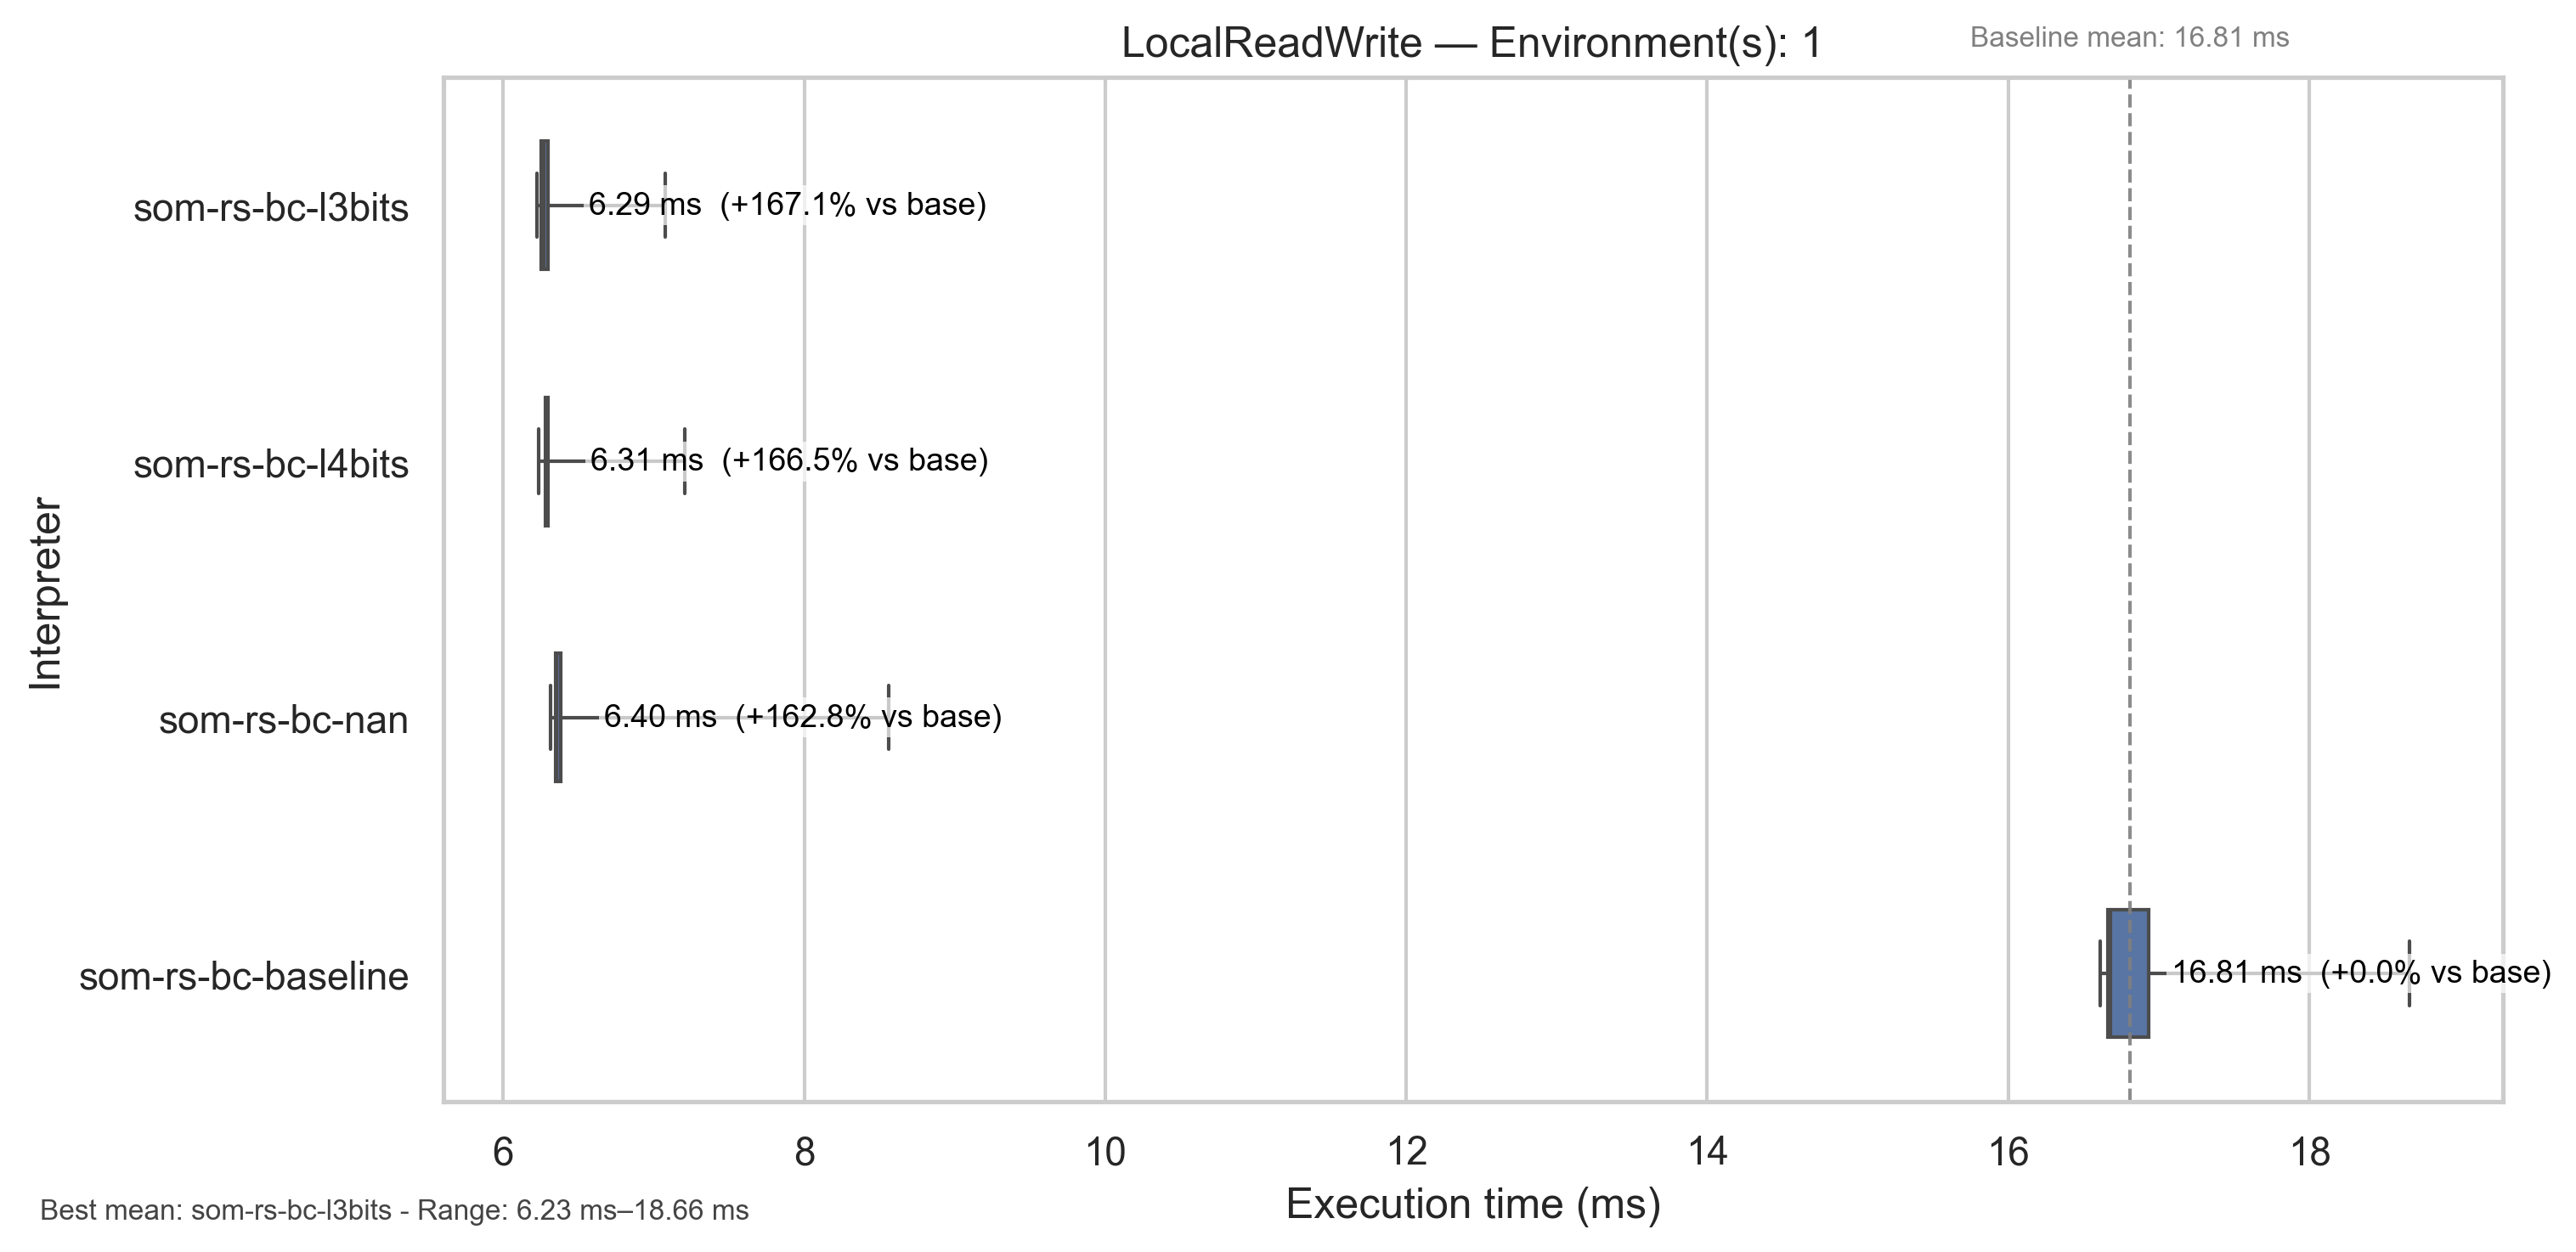 LocalReadWrite — Environment(s): 1
Baseline mean: 16.81 ms
Interpreter
som-rs-bc-l3bits
6.29 ms (+167.1% vs base)
som-rs-bc-l4bits
6.31 ms (+166.5% vs base)
som-rs-bc-nan
6.40 ms (+162.8% vs base)
som-rs-bc-baseline
16.81 ms (+0.0% vs base)
6 8 10 12 14 16 18
Execution time (ms)
Best mean: som-rs-bc-l3bits - Range: 6.23 ms–18.66 ms